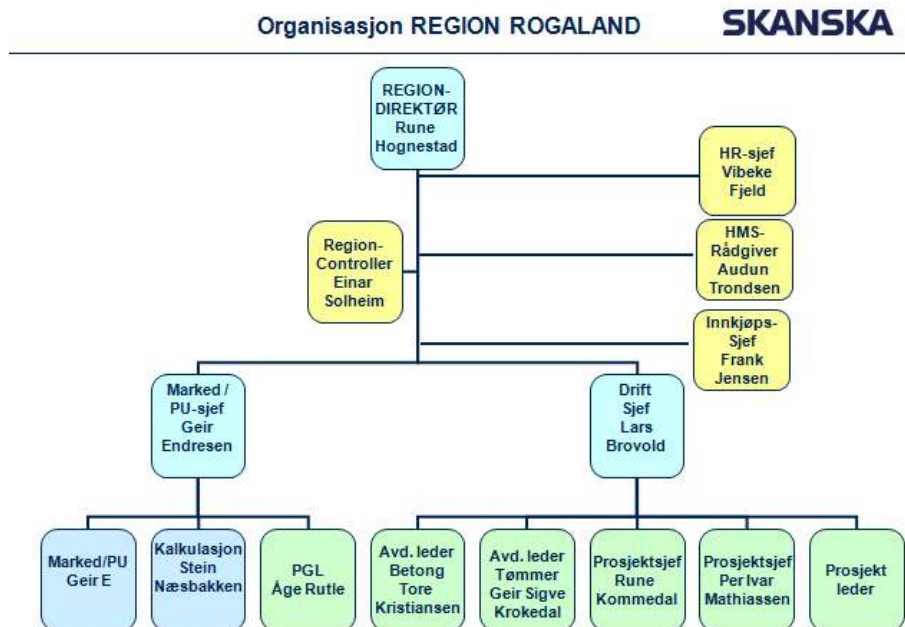 Organisasjon REGION ROGALAND
SKANSKA
REGION-
DIREKTØR
Rune
Hognestad
HR-sjef
Vibeke
Fjeld
Region-
Controller
Einar
Solheim
HMS-
Rådgiver
Audun
Trondsen
Innkjøps-
Sjef
Frank
Jensen
Marked /
PU-sjef
Geir
Endresen
Drift
Sjef
Lars
Brovold
Marked/PU
Geir E
Kalkulasjon
Stein
Næsbakken
PGL
Åge Rutle
Avd. leder
Betong
Tore
Kristiansen
Avd. leder
Tømmer
Geir Sigve
Krokedal
Prosjektsjef
Rune
Kommedal
Prosjektsjef
Per Ivar
Mathiassen
Prosjekt
leder